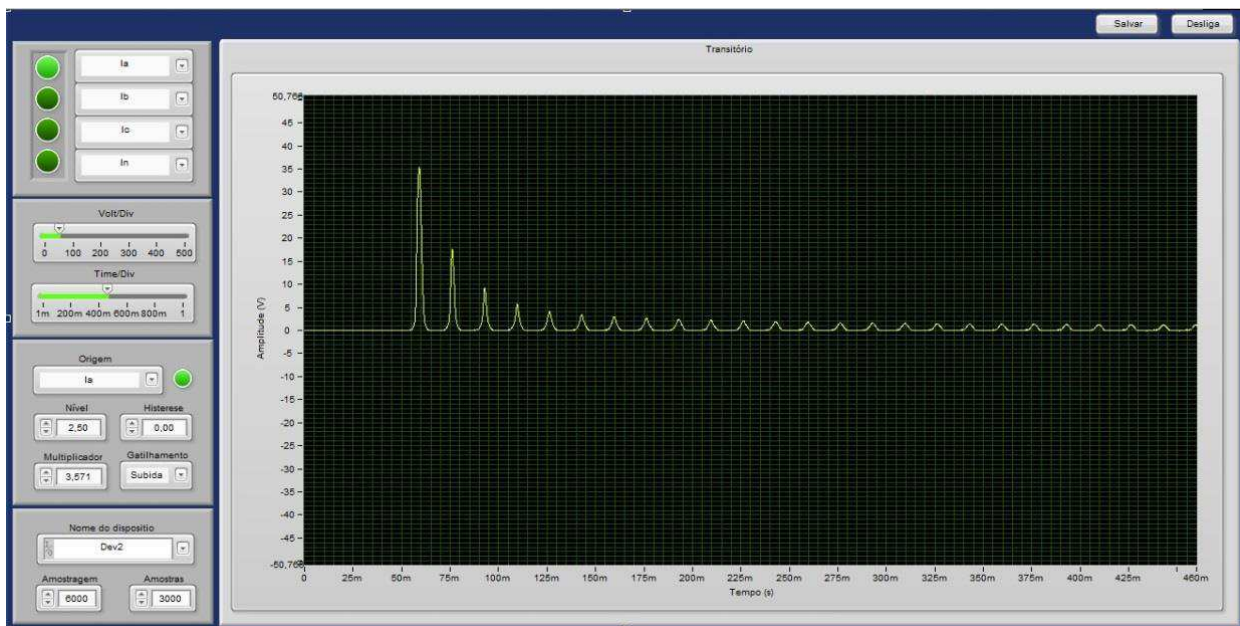 Salvar Desliga
Ia
Ib
Ic
In
Volt/Div
0 100 200 300 400 500
Time/Div
1m 200m 400m 600m 800m 1
Origem
Ia
Nível Histerese
2,50 0,00
Multiplicador Gatilhamento
3,571 Subida
Nome do dispositio
Dev2
Amostragem Amostras
6000 3000
Transitório
Amplitude (V)
50,766
45
40
35
30
25
20
15
10
5
0
-5
-10
-15
-20
-25
-30
-35
-40
-45
-50,766
0 25m 50m 75m 100m 125m 150m 175m 200m 225m 250m 275m 300m 325m 350m 375m 400m 425m 460m
Tempo (s)